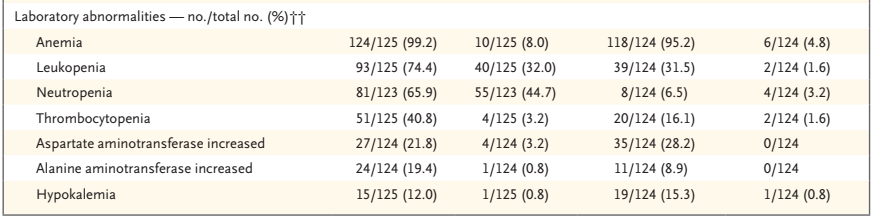 Laboratory abnormalities — no./total no. (%)††
Anemia 124/125 (99.2) 10/125 (8.0) 118/124 (95.2) 6/124 (4.8)
Leukopenia 93/125 (74.4) 40/125 (32.0) 39/124 (31.5) 2/124 (1.6)
Neutropenia 81/123 (65.9) 55/123 (44.7) 8/124 (6.5) 4/124 (3.2)
Thrombocytopenia 51/125 (40.8) 4/125 (3.2) 20/124 (16.1) 2/124 (1.6)
Aspartate aminotransferase increased 27/124 (21.8) 4/124 (3.2) 35/124 (28.2) 0/124
Alanine aminotransferase increased 24/124 (19.4) 1/124 (0.8) 11/124 (8.9) 0/124
Hypokalemia 15/125 (12.0) 1/125 (0.8) 19/124 (15.3) 1/124 (0.8)